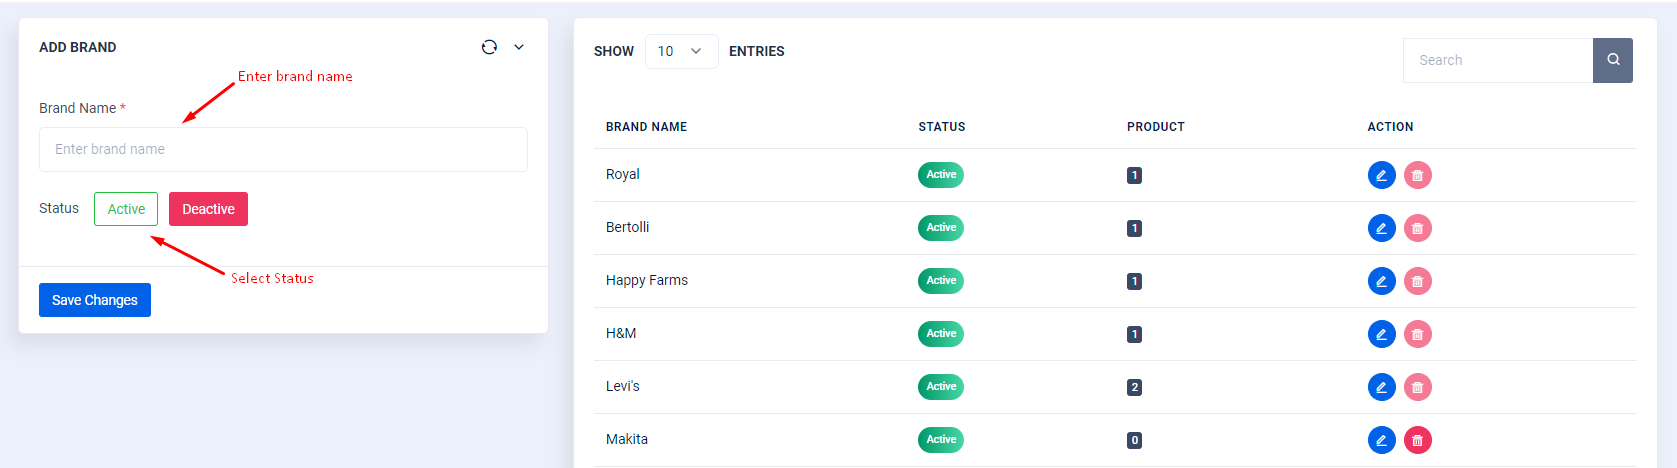 ADD BRAND
Enter brand name
Brand Name *
Enter brand name
Status Active Deactive
Select Status
Save Changes
SHOW 10 ENTRIES
Search
BRAND NAME STATUS PRODUCT ACTION
Royal Active 1
Bertolli Active 1
Happy Farms Active 1
H&M Active 1
Levi's Active 2
Makita Active 0